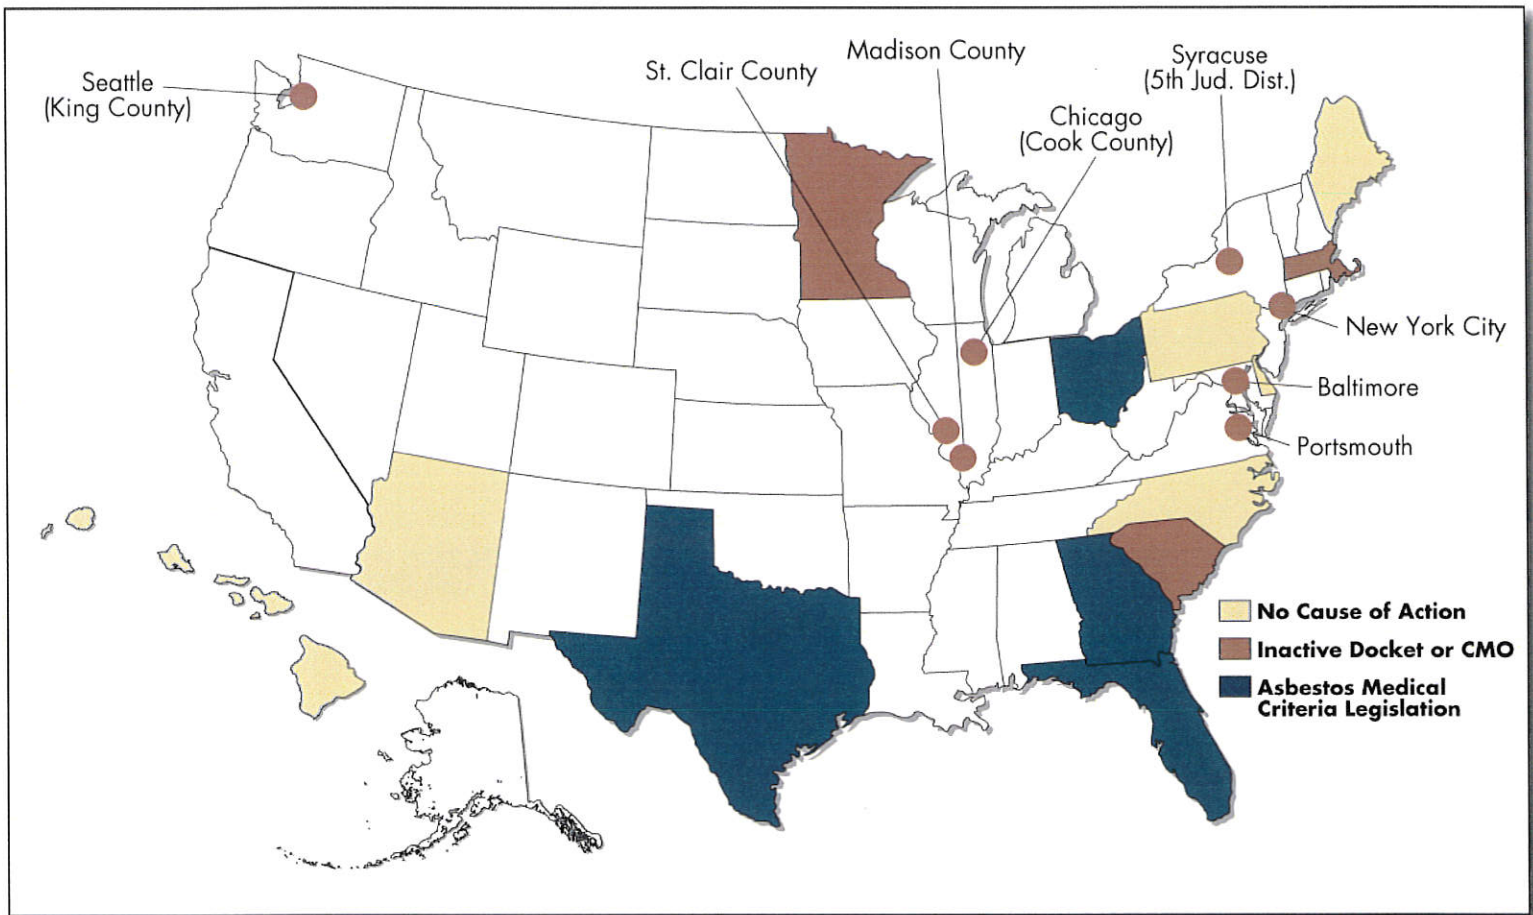 Seattle
(King County)
St. Clair County
Madison County
Chicago
(Cook County)
Syracuse
(5th Jud. Dist.)
New York City
Baltimore
Portsmouth
No Cause of Action
Inactive Docket or CMO
Asbestos Medical
Criteria Legislation